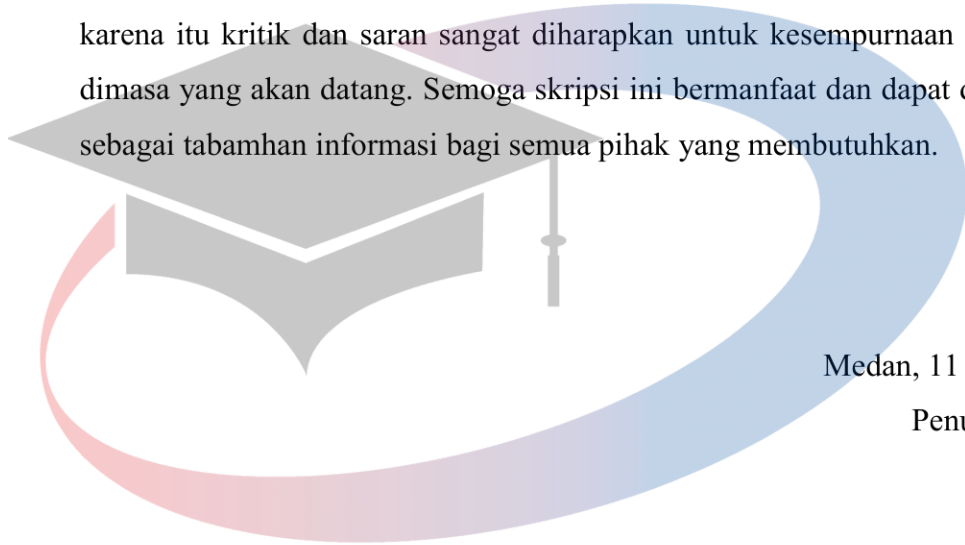 karena itu kritik dan saran sangat diharapkan untuk kesempurnaan
dimasa yang akan datang. Semoga skripsi ini bermanfaat dan dapat
sebagai tabamhan informasi bagi semua pihak yang membutuhkan.
Medan, 11